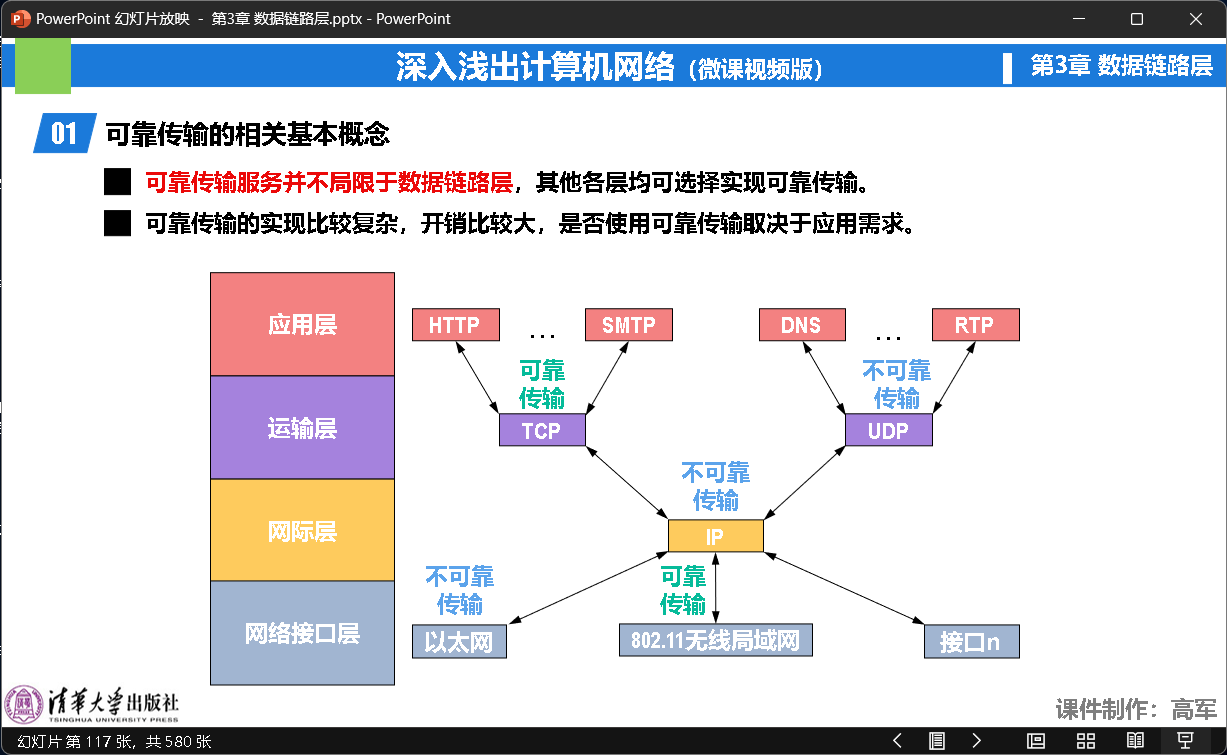 PowerPoint 幻灯片放映 - 第3章 数据链路层.pptx - PowerPoint
深入浅出计算机网络（微课视频版）
第3章 数据链路层
01 可靠传输的相关基本概念
可靠传输服务并不局限于数据链路层，其他各层均可选择实现可靠传输。
可靠传输的实现比较复杂，开销比较大，是否使用可靠传输取决于应用需求。
应用层
HTTP
...
SMTP
DNS
...
RTP
可靠
传输
不可靠
传输
运输层
TCP
UDP
不可靠
传输
网际层
IP
不可靠
传输
可靠
传输
网络接口层
以太网
802.11无线局域网
接口n
清华大学出版社
TSINGHUA UNIVERSITY PRESS
课件制作：高军
幻灯片 第 117 张，共 580 张